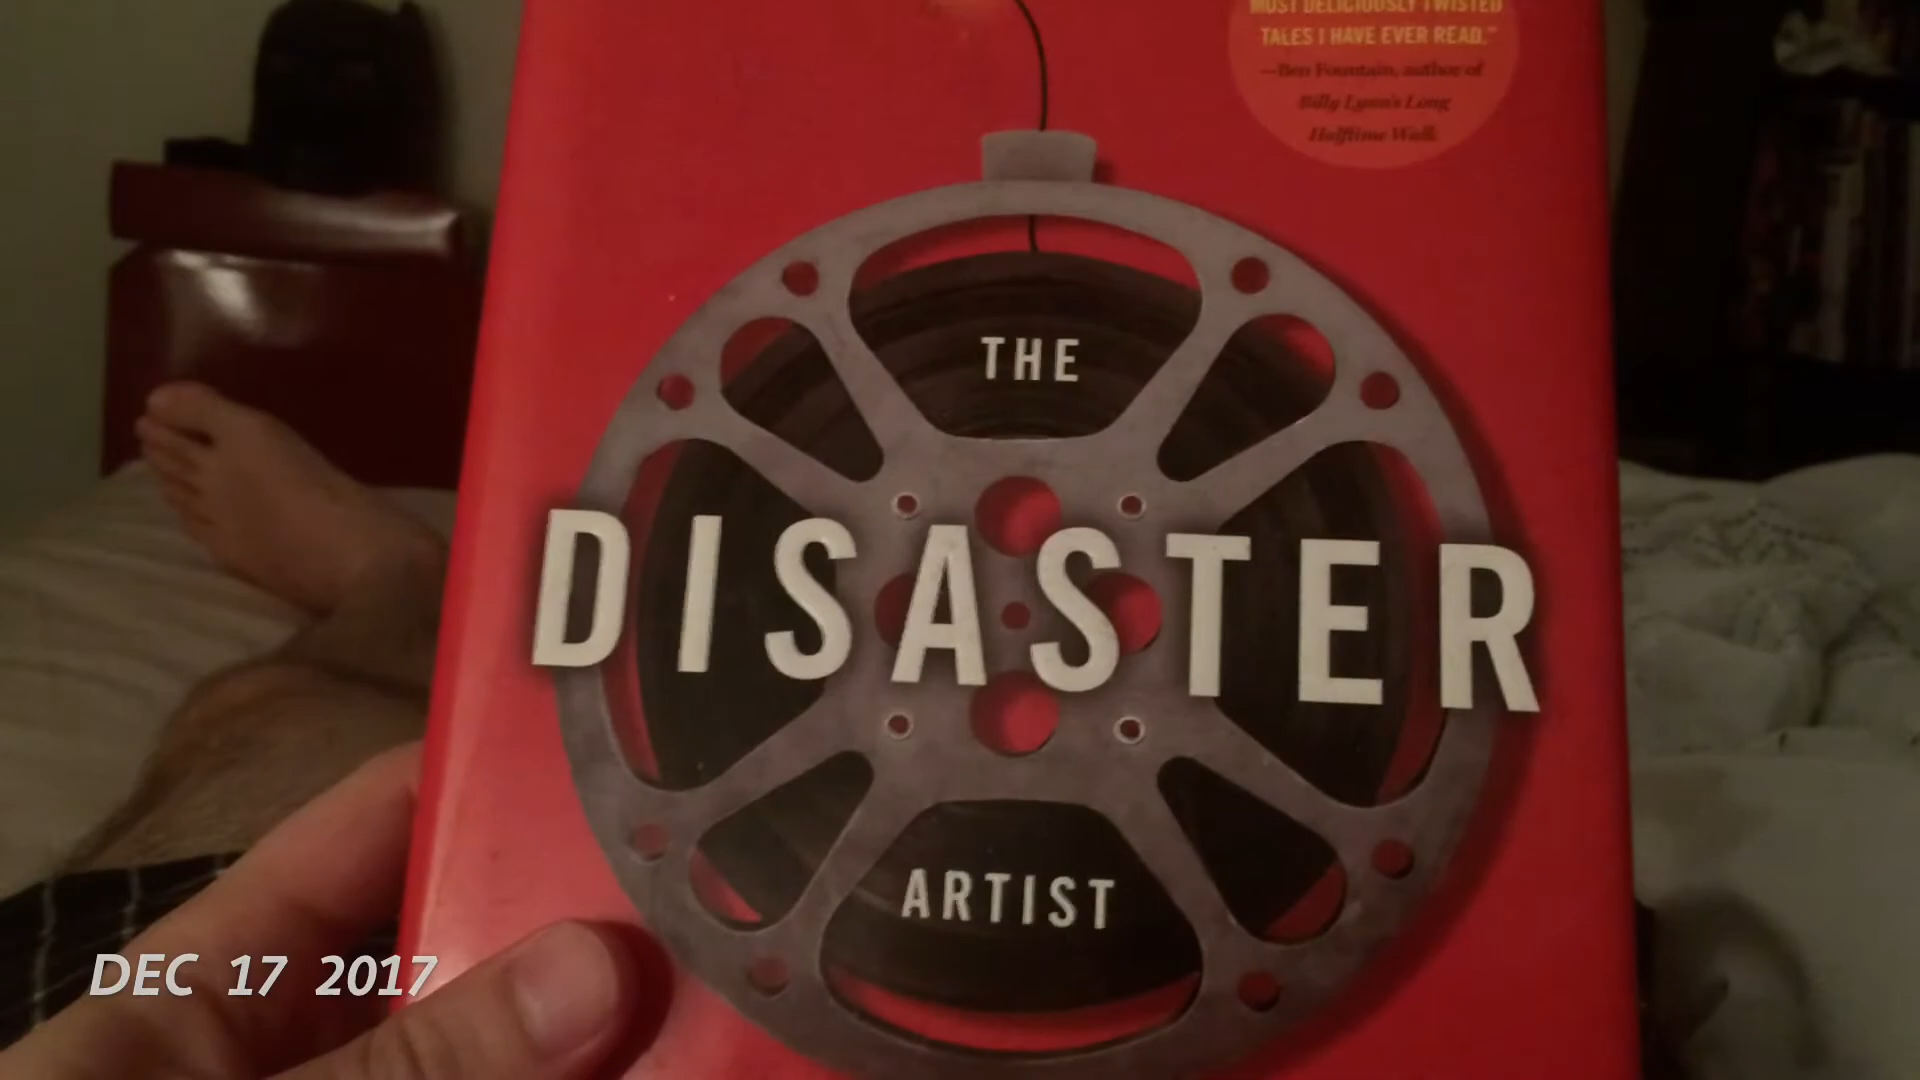 MOST DELICIOUSLY TWISTED
TALES I HAVE EVER READ."
—Ben Fountain, author of
Billy Lynn's Long
Halftime Walk
THE
DISASTER
ARTIST
DEC 17 2017